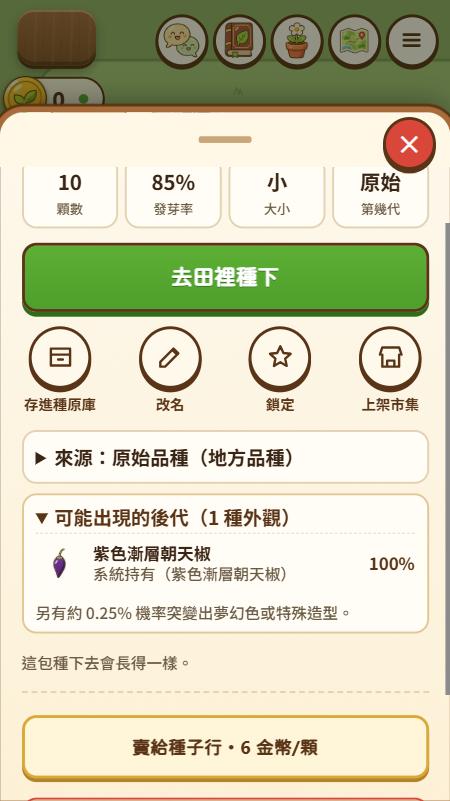 0
10
85%
小
原始
顆數
發芽率
大小
第幾代
去田裡種下
存進種原庫
改名
鎖定
上架市集
▶ 來源：原始品種（地方品種）
▼ 可能出現的後代（1 種外觀）
紫色漸層朝天椒
100%
系統持有（紫色漸層朝天椒）
另有約 0.25% 機率突變出夢幻色或特殊造型。
這包種下去會長得一樣。
賣給種子行・6 金幣/顆